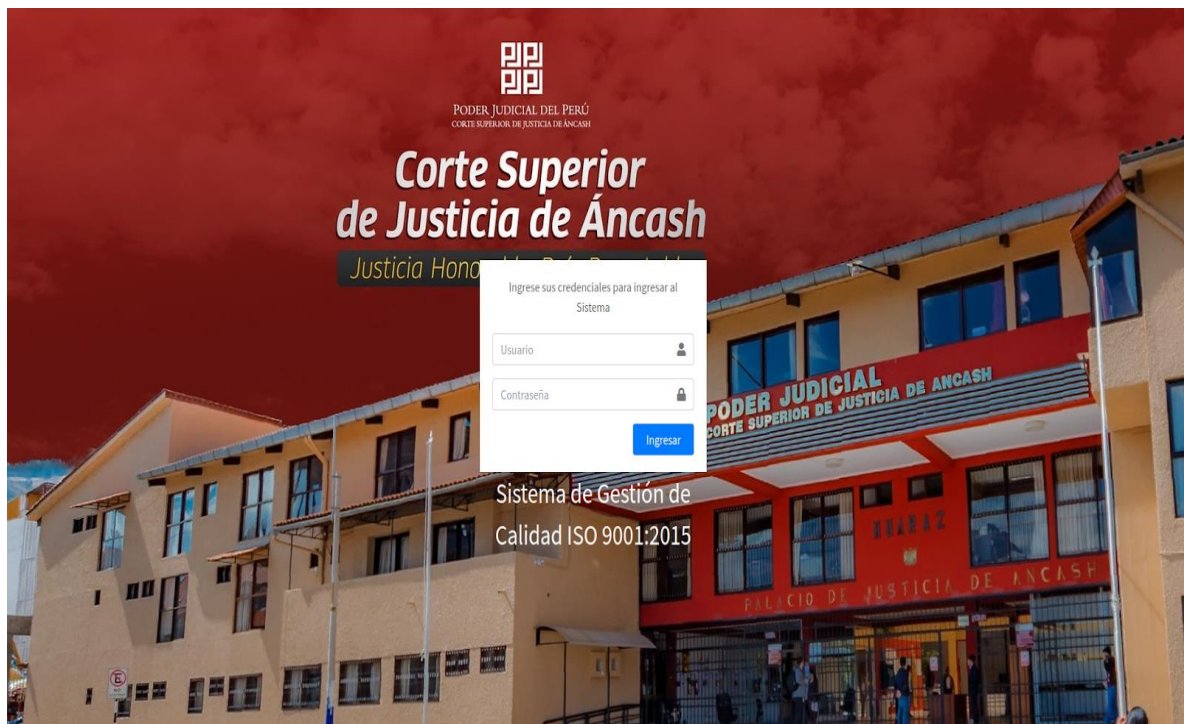 PODER JUDICIAL DEL PERÚ
CORTE SUPERIOR DE JUSTICIA DE ÁNCASH
Corte Superior
de Justicia de Áncash
Justicia
Ingrese sus credenciales para ingresar al
Sistema
Usuario
Contraseña
Ingresar
Sistema de Gestión de
Calidad ISO 9001:2015
PODER JUDICIAL
CORTE SUPERIOR DE JUSTICIA DE ANCASH
HUARAZ
PALACIO DE JUSTICIA DE ANCASH
E